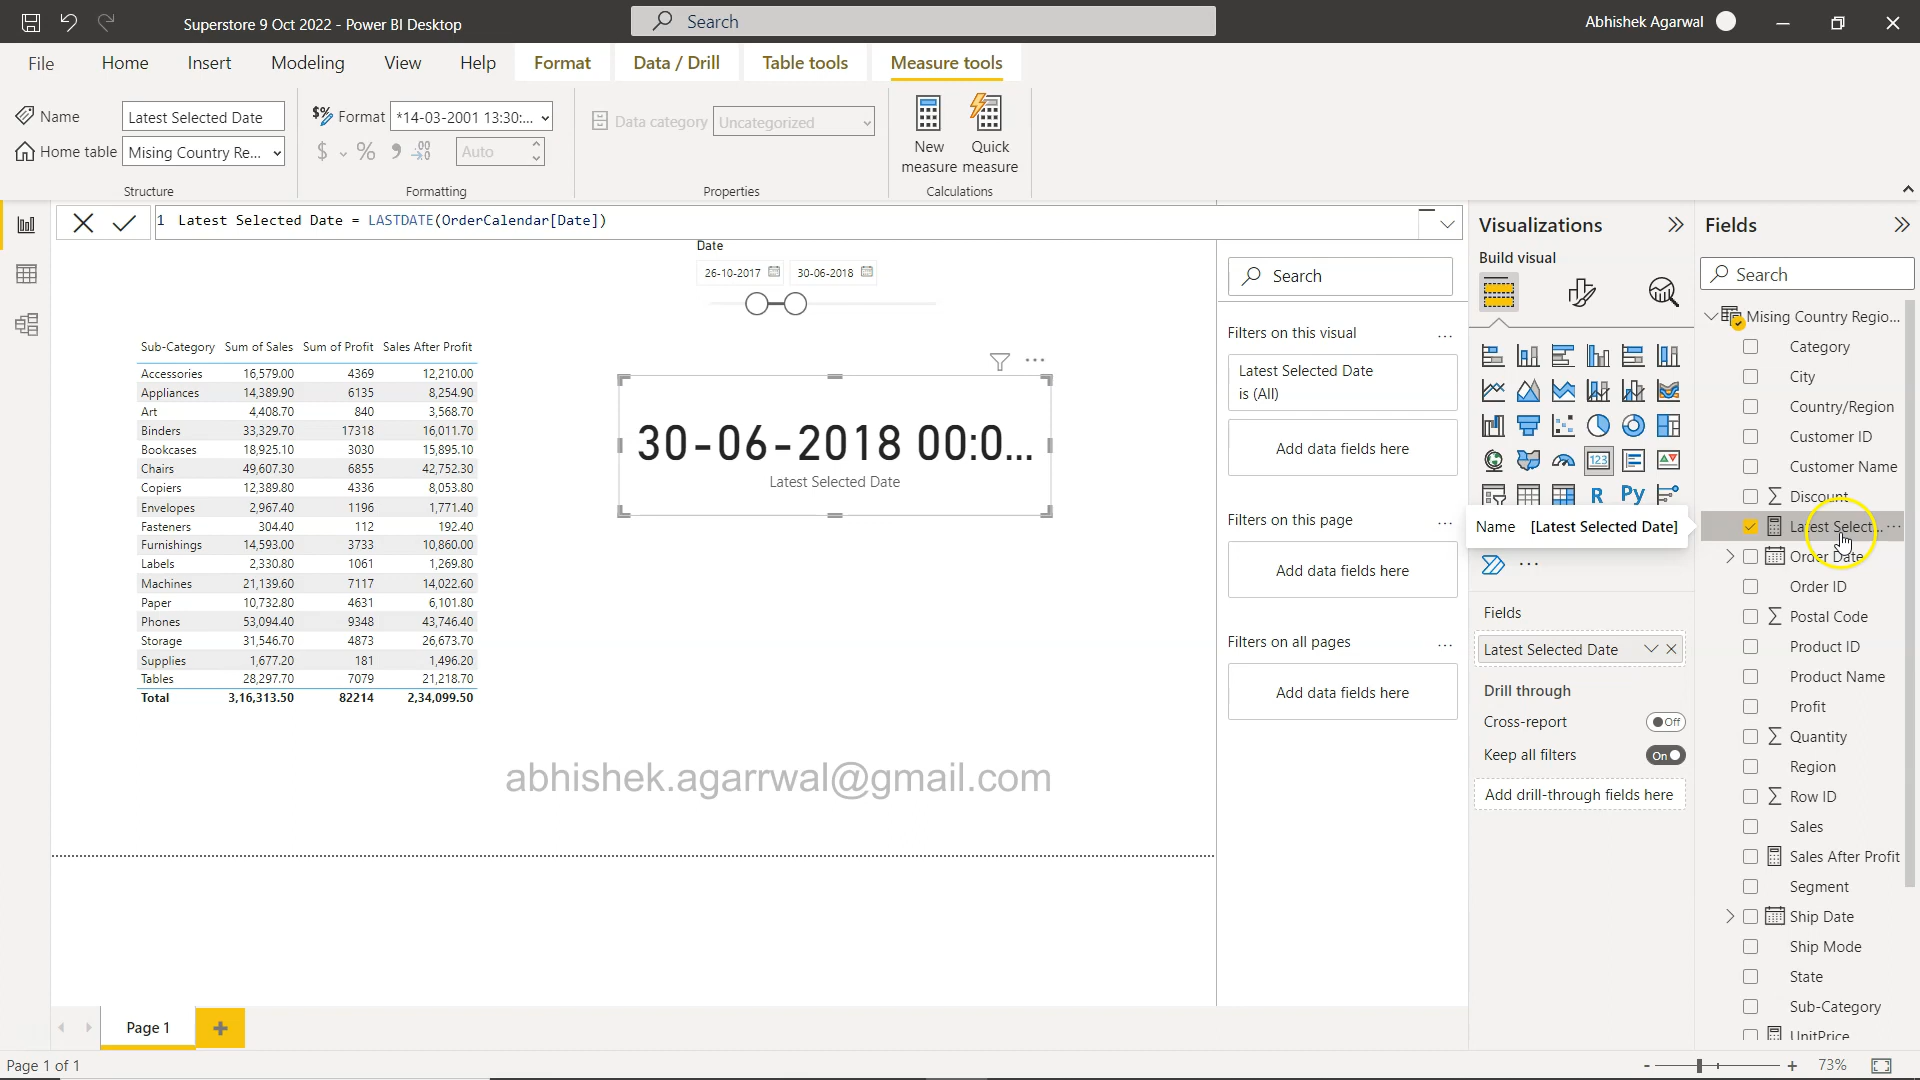 Superstore 9 Oct 2022 - Power BI Desktop
Search
Abhishek Agarwal
File Home Insert Modeling View Help Format Data / Drill Table tools Measure tools
Name Latest Selected Date
Home table Mising Country Re...
Structure
Format *14-03-2001 13:30:...
$ % , .00 Auto
Formatting
Data category Uncategorized
Properties
New measure
Quick measure
Calculations
1 Latest Selected Date = LASTDATE(OrderCalendar[Date])
Date
26-10-2017 30-06-2018
Sub-Category Sum of Sales Sum of Profit Sales After Profit
Accessories 16,579.00 4369 12,210.00
Appliances 14,389.90 6135 8,254.90
Art 4,408.70 840 3,568.70
Binders 33,329.70 17318 16,011.70
Bookcases 18,925.10 3030 15,895.10
Chairs 49,607.30 6855 42,752.30
Copiers 12,389.80 4336 8,053.80
Envelopes 2,967.40 1196 1,771.40
Fasteners 304.40 112 192.40
Furnishings 14,593.00 3733 10,860.00
Labels 2,330.80 1061 1,269.80
Machines 21,139.60 7117 14,022.60
Paper 10,732.80 4631 6,101.80
Phones 53,094.40 9348 43,746.40
Storage 31,546.70 4873 26,673.70
Supplies 1,677.20 181 1,496.20
Tables 28,297.70 7079 21,218.70
Total 3,16,313.50 82214 2,34,099.50
30-06-2018 00:0...
Latest Selected Date
abhishek.agarrwal@gmail.com
Search
Filters on this visual ...
Latest Selected Date
is (All)
Add data fields here
Filters on this page ...
Add data fields here
Filters on all pages ...
Add data fields here
Visualizations
Build visual
123
R Py
Name [Latest Selected Date]
...
Fields
Latest Selected Date
Drill through
Cross-report Off
Keep all filters On
Add drill-through fields here
Fields
Search
Mising Country Regio...
Category
City
Country/Region
Customer ID
Customer Name
Discount
Latest Select... ...
Order Date
Order ID
Postal Code
Product ID
Product Name
Profit
Quantity
Region
Row ID
Sales
Sales After Profit
Segment
Ship Date
Ship Mode
State
Sub-Category
UnitPrice
Page 1
Page 1 of 1
- + 73%